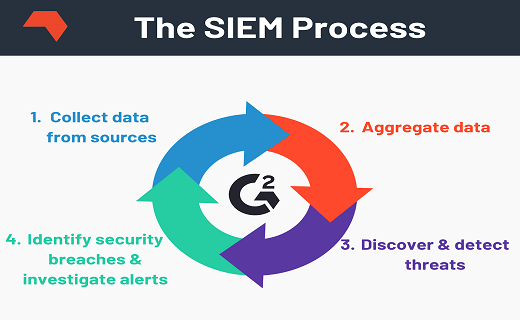 The SIEM Process
1. Collect data
from sources
2. Aggregate data
G2
3. Discover & detect
threats
4. Identify security
breaches &
investigate alerts